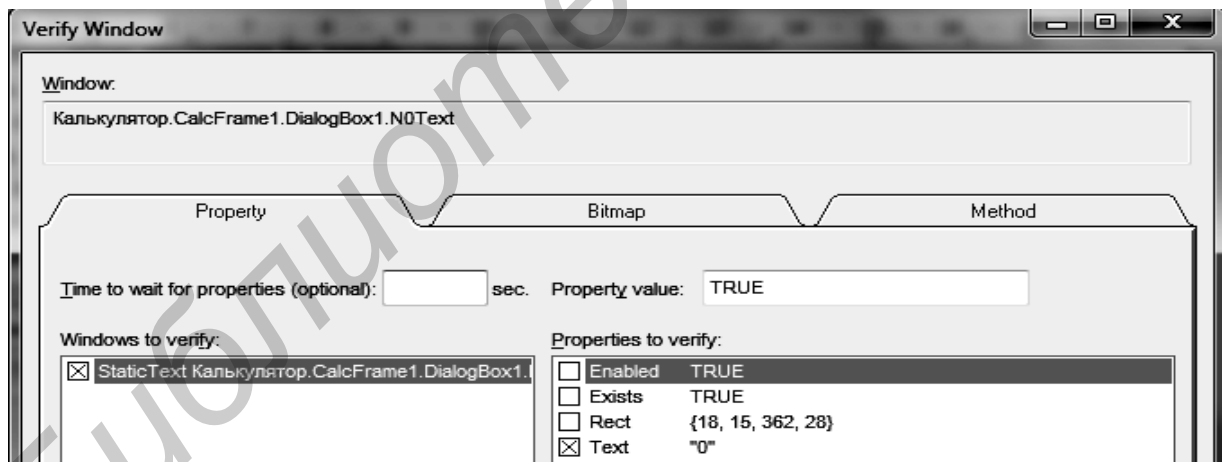 Verify Window
Window:
Калькулятор.CalcFrame1.DialogBox1.N0Text
Property Bitmap Method
Time to wait for properties (optional): sec. Property value: TRUE
Windows to verify: Properties to verify:
StaticText Калькулятор.CalcFrame1.DialogBox1. Enabled TRUE
Exists TRUE
Rect {18, 15, 362, 28}
Text "0"